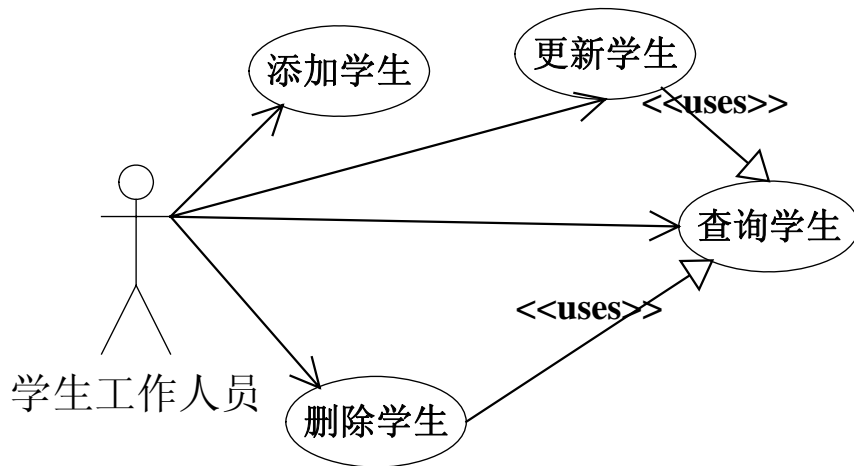 更新学生
添加学生
<<uses>>
查询学生
<<uses>>
学生工作人员
删除学生